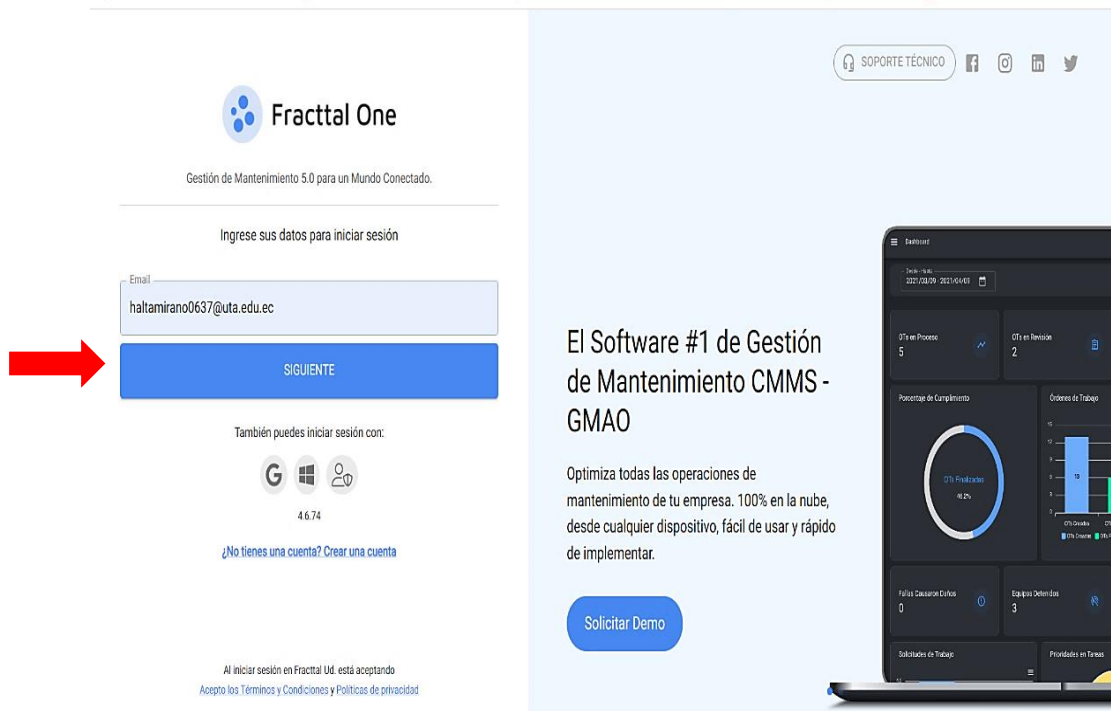 SOPORTE TÉCNICO
Fracttal One
Gestión de Mantenimiento 5.0 para un Mundo Conectado.
Ingrese sus datos para iniciar sesión
Email
haltamirano0637@uta.edu.ec
SIGUIENTE
También puedes iniciar sesión con:
4.6.74
¿No tienes una cuenta? Crear una cuenta
Al iniciar sesión en Fracttal Ud. está aceptando
Acepto los Términos y Condiciones y Políticas de privacidad
El Software #1 de Gestión
de Mantenimiento CMMS -
GMAO
Optimiza todas las operaciones de
mantenimiento de tu empresa. 100% en la nube,
desde cualquier dispositivo, fácil de usar y rápido
de implementar.
Solicitar Demo
Dashboard
OTs en Proceso
5
OTs en Revisión
2
Porcentaje de Cumplimiento
OTs Finalizadas
Órdenes de Trabajo
Fallas Causaron Daños
0
Equipos Detenidos
3
Solicitudes de Trabajo
Prioridades en Tareas